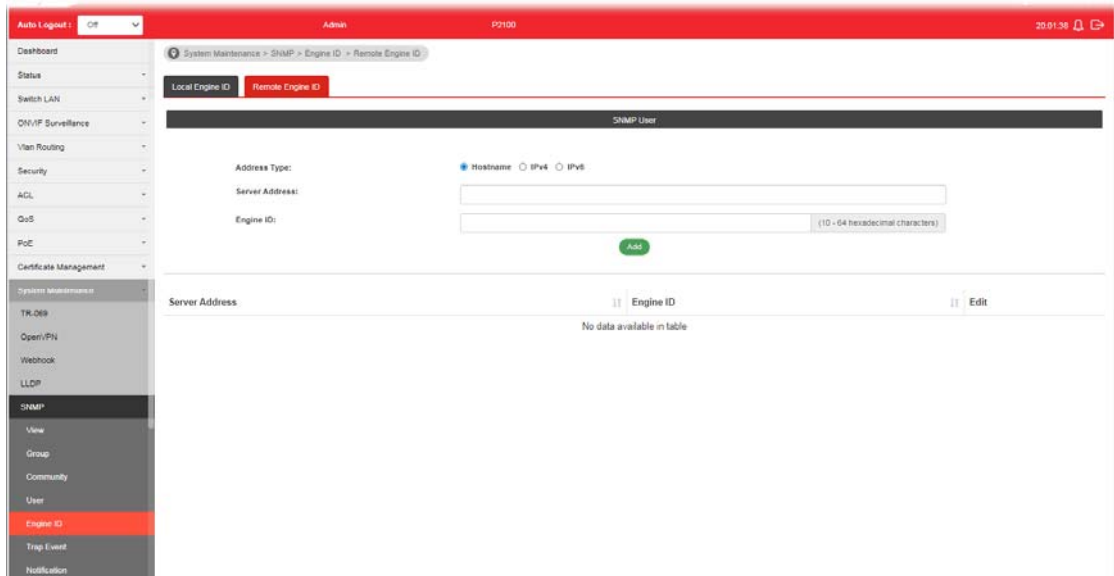 Auto Logout : Off Admin P2100 20:01:36
Dashboard
Status
Switch LAN
ONVIF Surveillance
Vlan Routing
Security
ACL
QoS
PoE
Certificate Management
System Maintenance
TR-069
OpenVPN
Webhook
LLDP
SNMP
View
Group
Community
User
Engine ID
Trap Event
Notification
System Maintenance > SNMP > Engine ID > Remote Engine ID
Local Engine ID Remote Engine ID
SNMP User
Address Type: Hostname IPv4 IPv6
Server Address:
Engine ID: (10 - 64 hexadecimal characters)
Add
Server Address Engine ID Edit
No data available in table